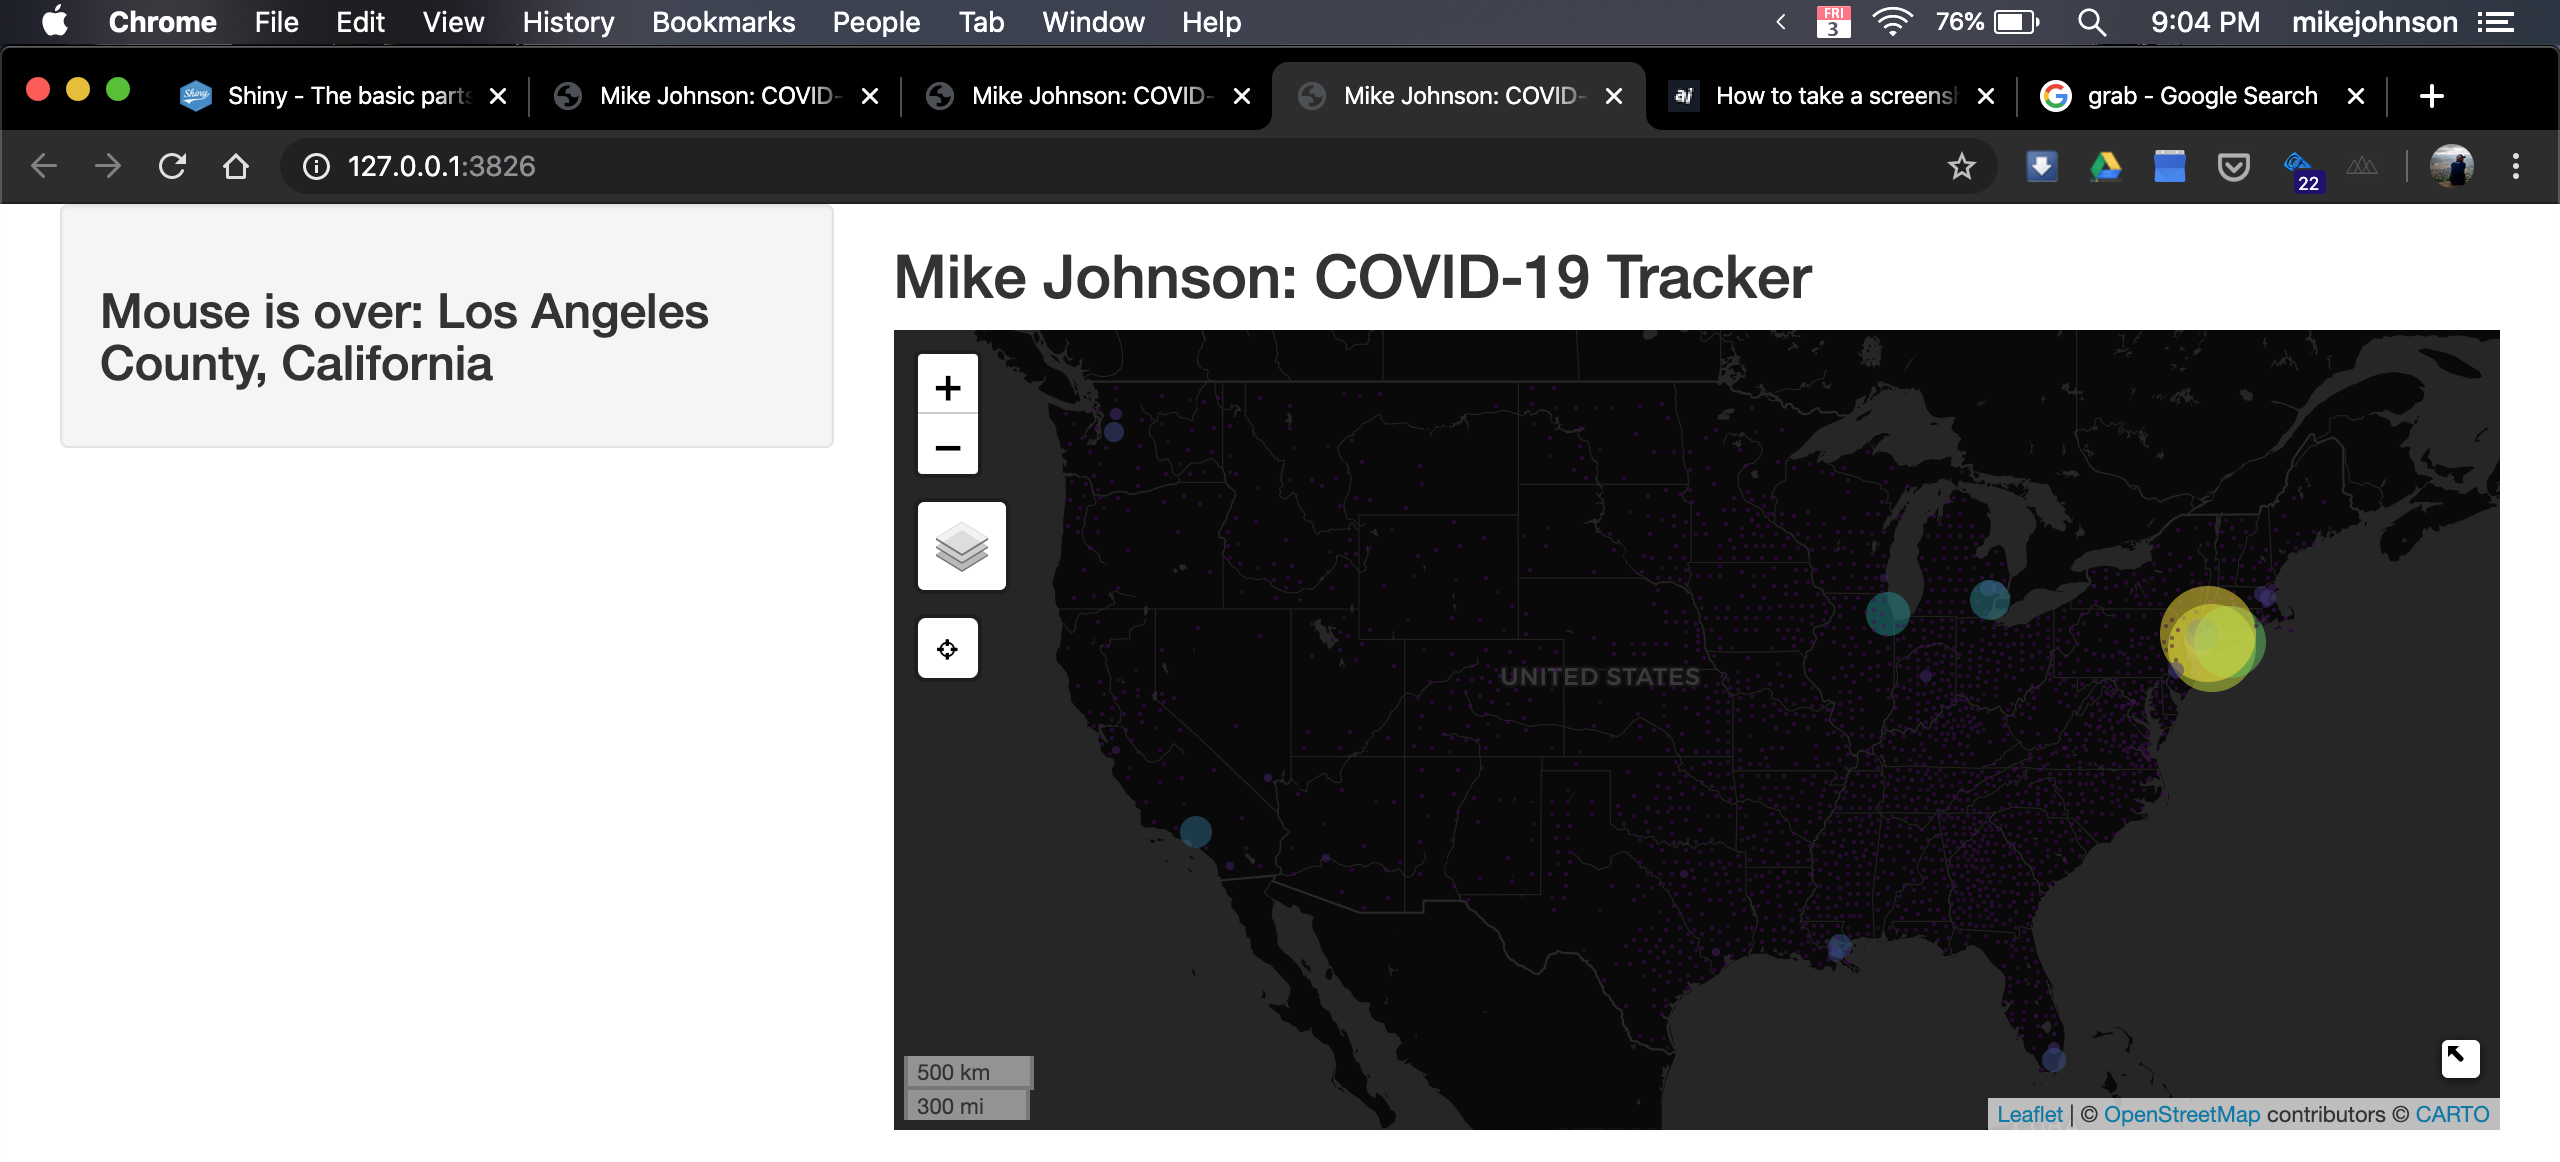 Chrome File Edit View History Bookmarks People Tab Window Help
FRI
3
76%
9:04 PM mikejohnson
Shiny - The basic parts
Mike Johnson: COVID-
Mike Johnson: COVID-
Mike Johnson: COVID-
ai How to take a screensh
grab - Google Search
127.0.0.1:3826
22
Mouse is over: Los Angeles
County, California
Mike Johnson: COVID-19 Tracker
+
−
UNITED STATES
500 km
300 mi
Leaflet | © OpenStreetMap contributors © CARTO